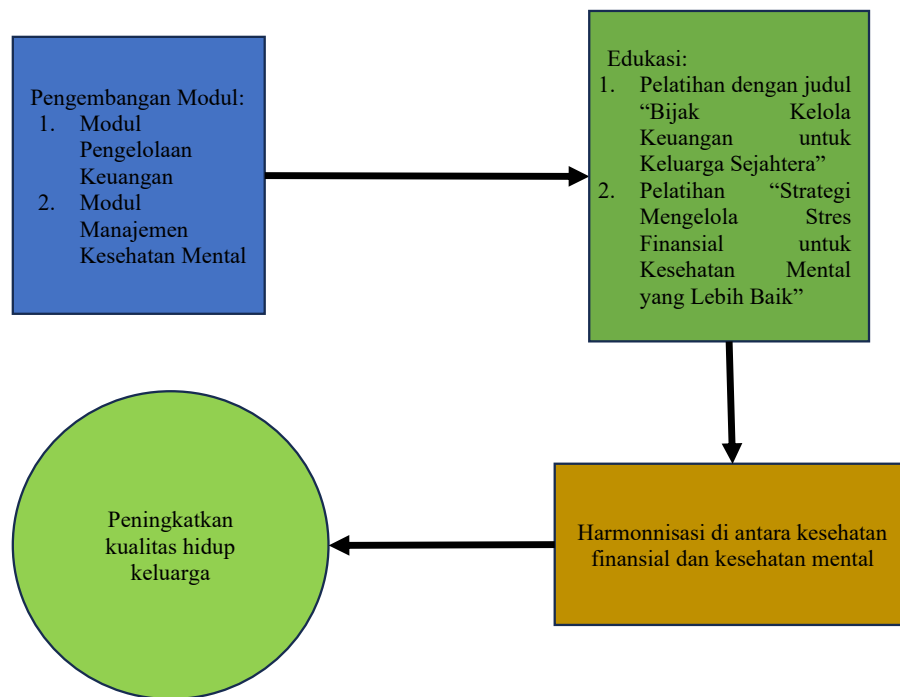 Pengembangan Modul:
1. Modul
Pengelolaan
Keuangan
2. Modul
Manajemen
Kesehatan Mental
Edukasi:
1. Pelatihan dengan judul
“Bijak Kelola
Keuangan untuk
Keluarga Sejahtera”
2. Pelatihan “Strategi
Mengelola Stres
Finansial untuk
Kesehatan Mental
yang Lebih Baik”
Harmonnisasi di antara kesehatan
finansial dan kesehatan mental
Peningkatkan
kualitas hidup
keluarga